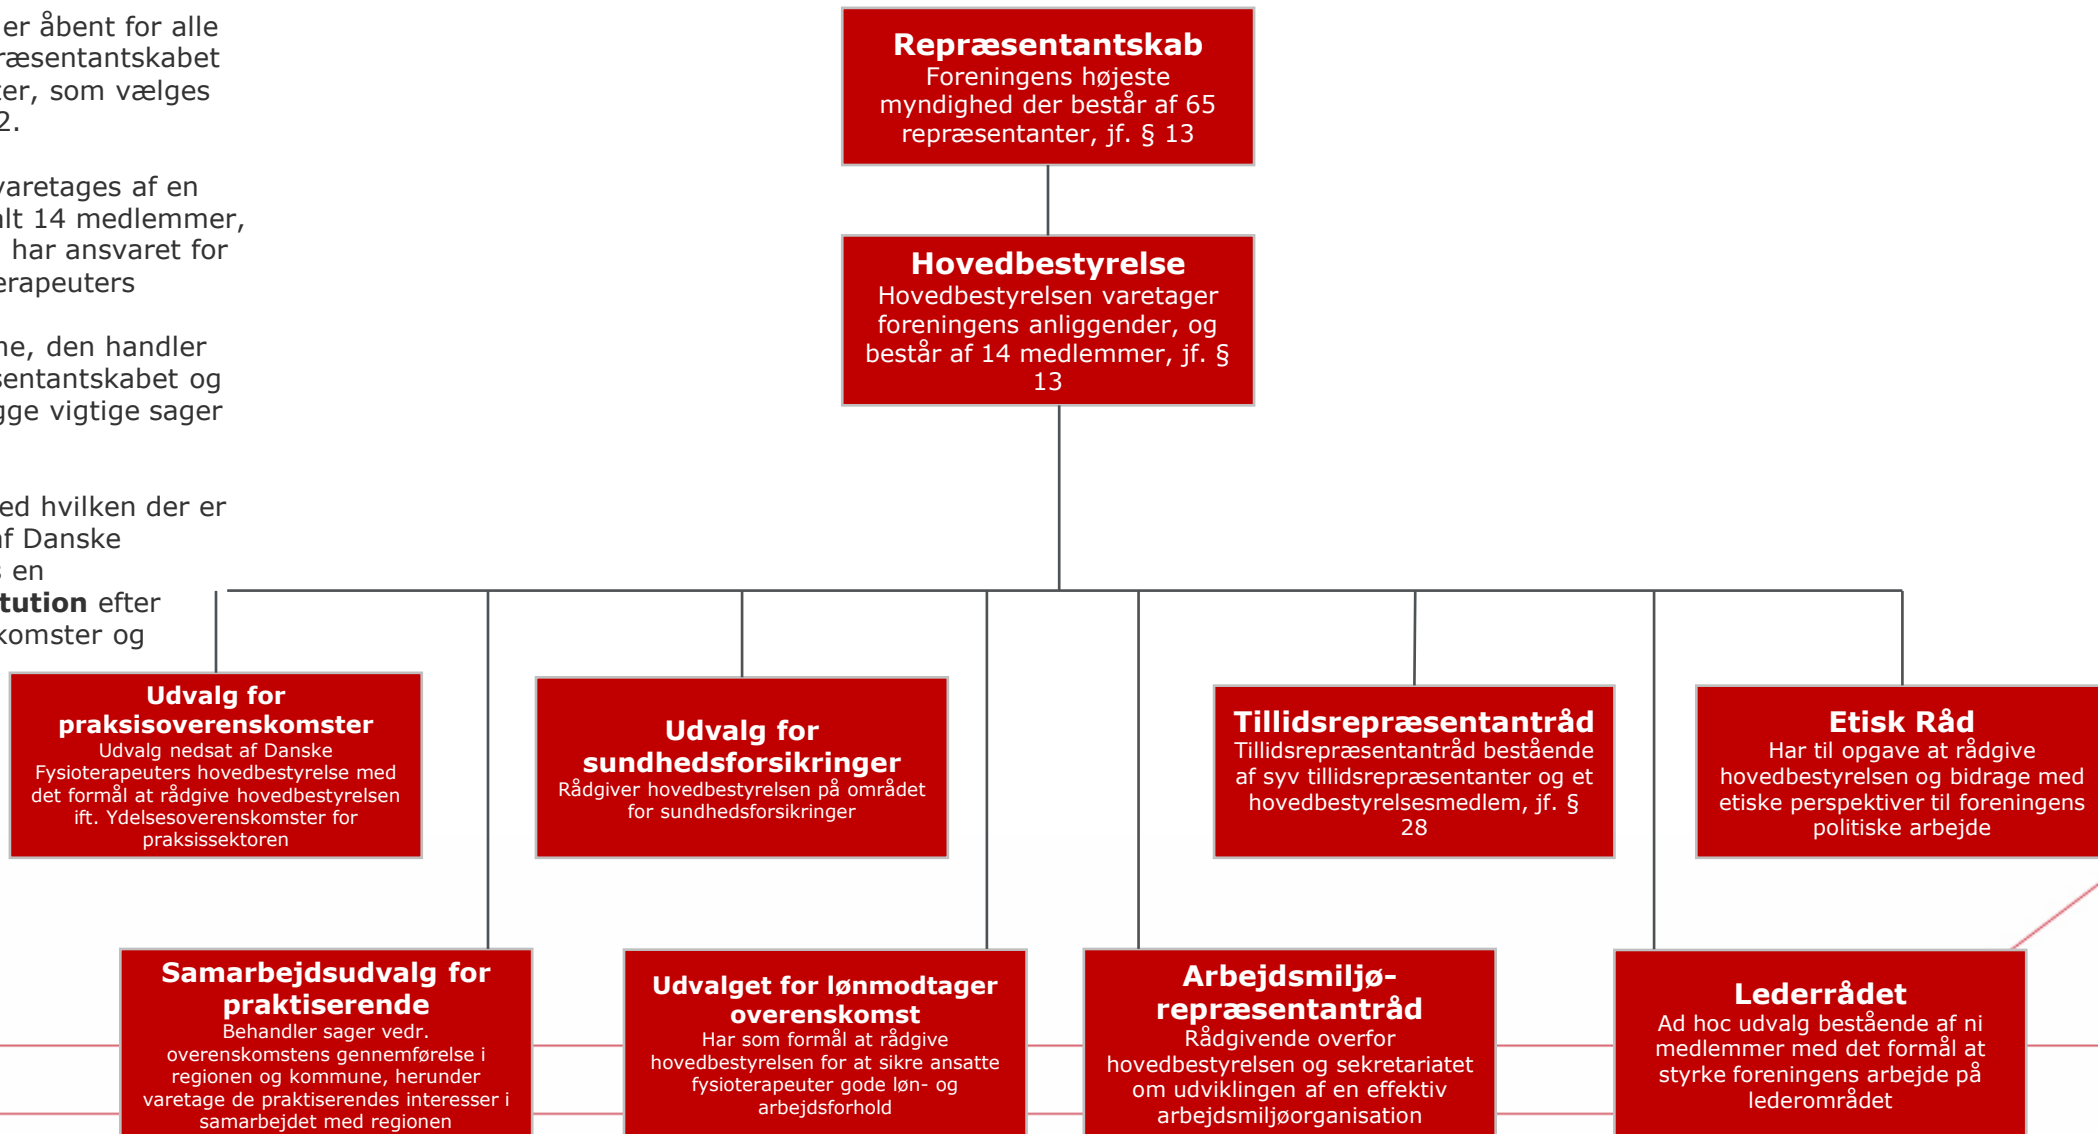 er åbent for alle
ræsentantskabet
ter, som vælges
2.
varetages af en
alt 14 medlemmer,
har ansvaret for
erapeuters
ne, den handler
sentantskabet og
gge vigtige sager
ed hvilken der er
af Danske
s en
tution efter
komster og
Repræsentantskab
Foreningens højeste
myndighed der består af 65
repræsentanter, jf. § 13
Hovedbestyrelse
Hovedbestyrelsen varetager
foreningens anliggender, og
består af 14 medlemmer, jf. §
13
Udvalg for
praksisoverenskomster
Udvalg nedsat af Danske
Fysioterapeuters hovedbestyrelse med
det formål at rådgive hovedbestyrelsen
ift. Ydelsesoverenskomster for
praksissektoren
Udvalg for
sundhedsforsikringer
Rådgiver hovedbestyrelsen på området
for sundhedsforsikringer
Tillidsrepræsentantråd
Tillidsrepræsentantråd bestående
af syv tillidsrepræsentanter og et
hovedbestyrelsesmedlem, jf. §
28
Etisk Råd
Har til opgave at rådgive
hovedbestyrelsen og bidrage med
etiske perspektiver til foreningens
politiske arbejde
Samarbejdsudvalg for
praktiserende
Behandler sager vedr.
overenskomstens gennemførelse i
regionen og kommune, herunder
varetage de praktiserendes interesser i
samarbejdet med regionen
Udvalget for lønmodtager
overenskomst
Har som formål at rådgive
hovedbestyrelsen for at sikre ansatte
fysioterapeuter gode løn- og
arbejdsforhold
Arbejdsmiljø-
repræsentantråd
Rådgivende overfor
hovedbestyrelsen og sekretariatet
om udviklingen af en effektiv
arbejdsmiljøorganisation
Lederrådet
Ad hoc udvalg bestående af ni
medlemmer med det formål at
styrke foreningens arbejde på
lederområdet